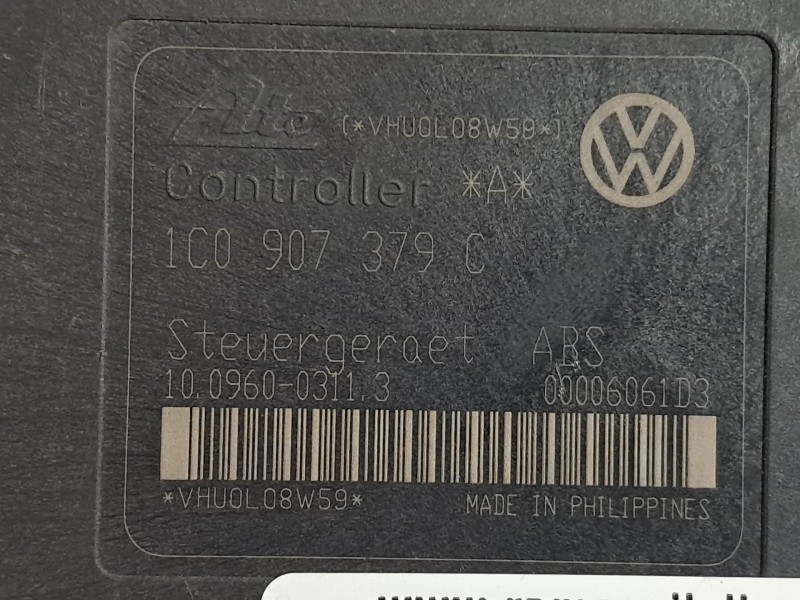 Ate (*VHU0L08W59*)
Controller *A*
1C0 907 379 C
Steuergeraet ABS
10.0960-0311.3 00006061D3
*VHU0L08W59* MADE IN PHILIPPINES